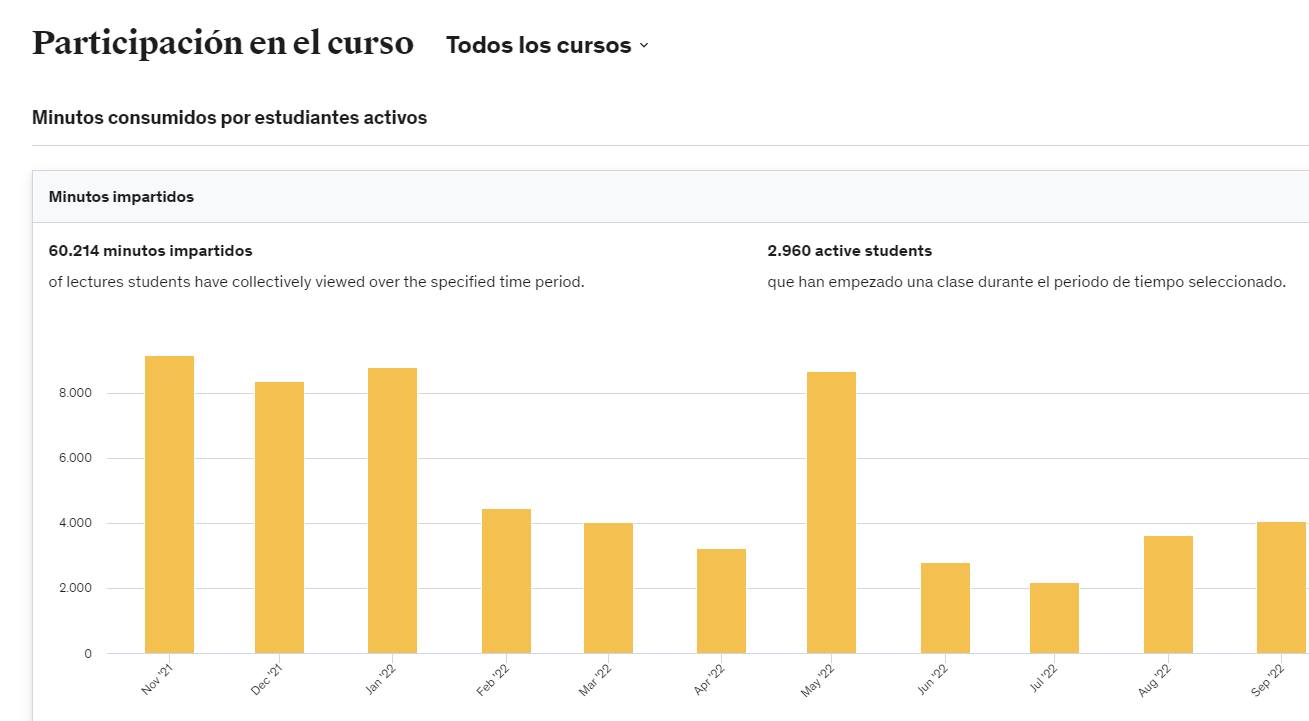 Participación en el curso Todos los cursos
Minutos consumidos por estudiantes activos
Minutos impartidos
60.214 minutos impartidos
2.960 active students
of lectures students have collectively viewed over the specified time period.
que han empezado una clase durante el periodo de tiempo seleccionado.
8.000
6.000
4.000
2.000
0
Nov '21
Dec '21
Jan '22
Feb '22
Mar '22
Apr '22
May '22
Jun '22
Jul '22
Aug '22
Sep '22